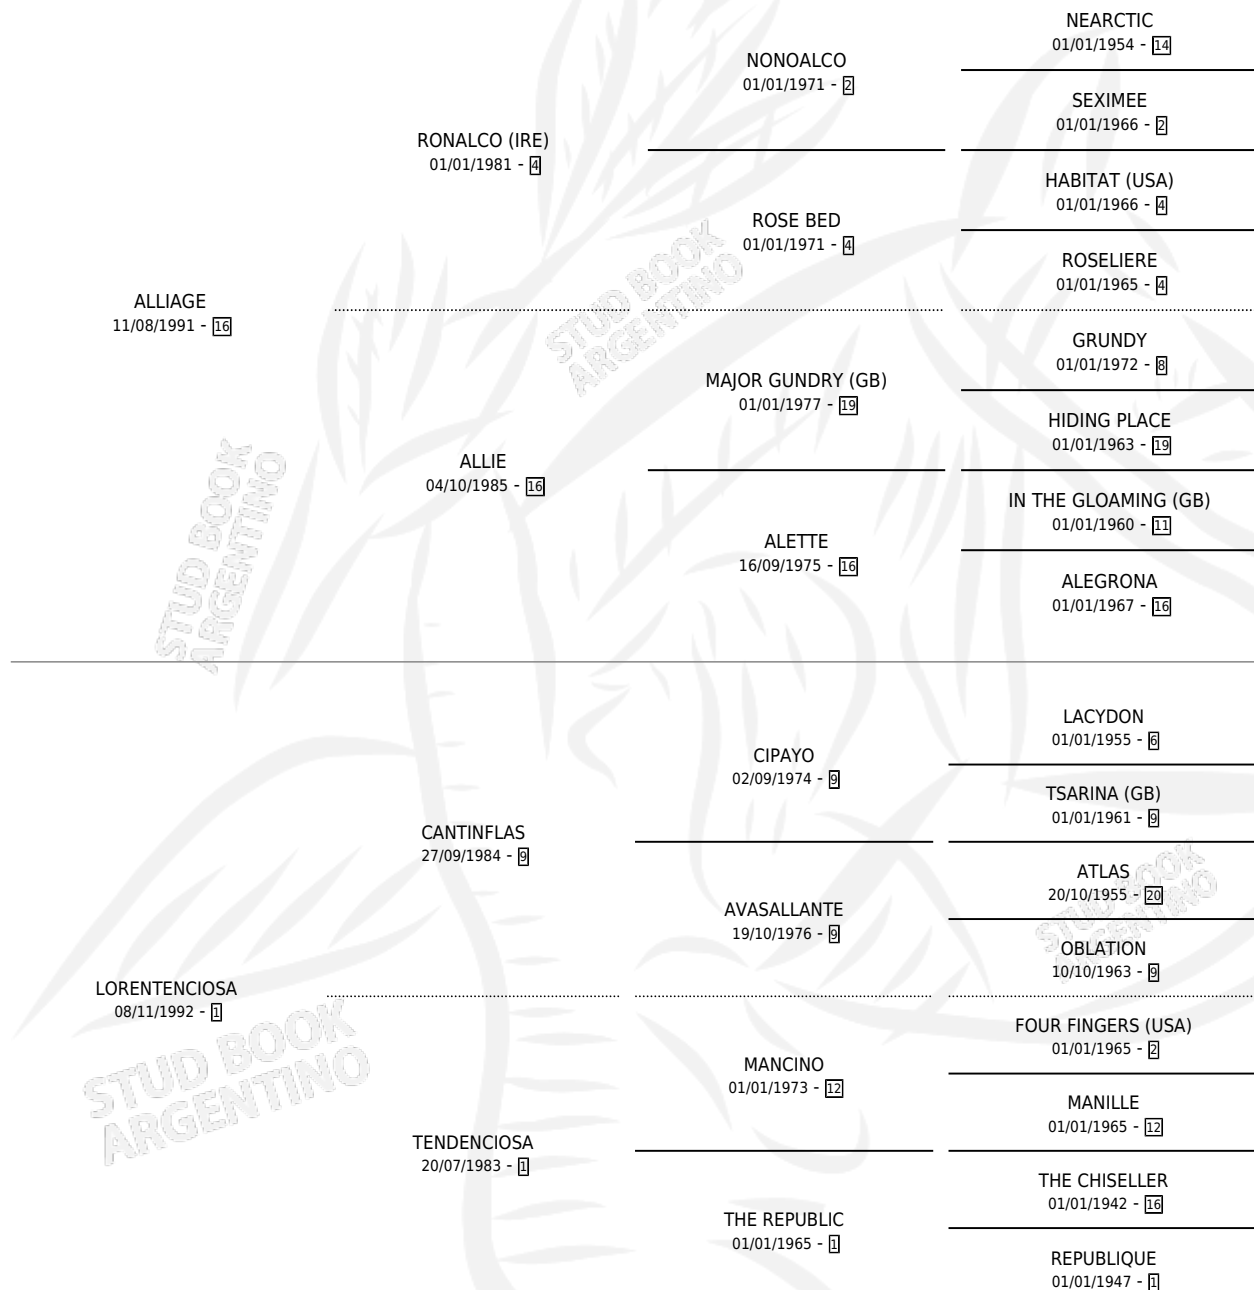 NEARCTIC
01/01/1954 - 14
NONOALCO
01/01/1971 - 2
SEXIMEE
01/01/1966 - 2
RONALCO (IRE)
01/01/1981 - 4
HABITAT (USA)
01/01/1966 - 4
ROSE BED
01/01/1971 - 4
ROSELIERE
01/01/1965 - 4
ALLIAGE
11/08/1991 - 16
GRUNDY
01/01/1972 - 8
MAJOR GUNDRY (GB)
01/01/1977 - 19
HIDING PLACE
01/01/1963 - 19
ALLIE
04/10/1985 - 16
IN THE GLOAMING (GB)
01/01/1960 - 11
ALETTE
16/09/1975 - 16
ALEGRONA
01/01/1967 - 16
STUD BOOK
ARGENTINO
STUD BOOK
ARGENTINO
LACYDON
01/01/1955 - 6
CIPAYO
02/09/1974 - 9
TSARINA (GB)
01/01/1961 - 9
CANTINFLAS
27/09/1984 - 9
ATLAS
20/10/1955 - 20
AVASALLANTE
19/10/1976 - 9
OBLATION
10/10/1963 - 9
LORENTENCIOSA
08/11/1992 - 1
FOUR FINGERS (USA)
01/01/1965 - 2
MANCINO
01/01/1973 - 12
MANILLE
01/01/1965 - 12
TENDENCIOSA
20/07/1983 - 1
THE CHISELLER
01/01/1942 - 16
THE REPUBLIC
01/01/1965 - 1
REPUBLIQUE
01/01/1947 - 1
STUD BOOK
ARGENTINO
STUD BOOK
ARGENTINO